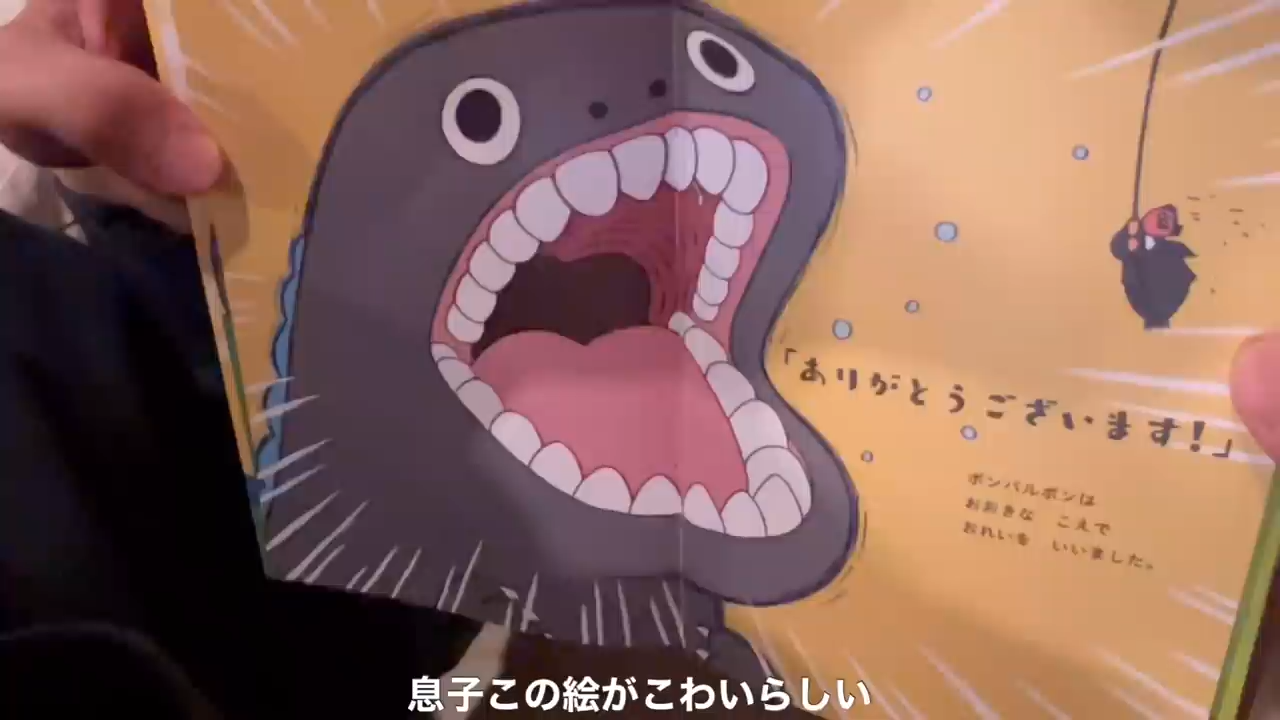 「ありがとうございます!」
ボンバルボンは
おおきな こえで
おれいを いいました。
息子この絵がこわいらしい